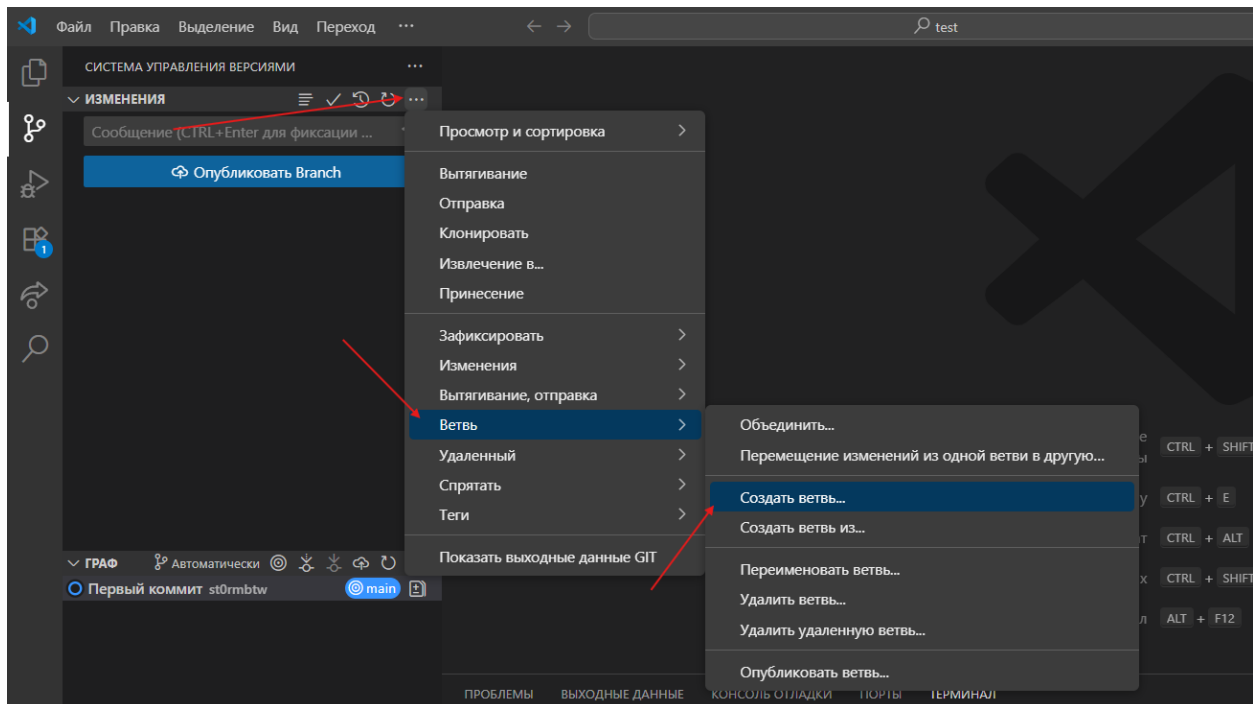 Файл Правка Выделение Вид Переход ···
test
СИСТЕМА УПРАВЛЕНИЯ ВЕРСИЯМИ ···
ИЗМЕНЕНИЯ
Сообщение (CTRL+Enter для фиксации ...
Опубликовать Branch
1
Просмотр и сортировка
Вытягивание
Отправка
Клонировать
Извлечение в...
Принесение
Зафиксировать
Изменения
Вытягивание, отправка
Ветвь
Удаленный
Спрятать
Теги
Показать выходные данные GIT
Объединить...
Перемещение изменений из одной ветви в другую...
Создать ветвь...
Создать ветвь из...
Переименовать ветвь...
Удалить ветвь...
Удалить удаленную ветвь...
Опубликовать ветвь...
CTRL + SHIFT
CTRL + E
CTRL + ALT
CTRL + SHIFT
ALT + F12
ГРАФ Автоматически
Первый коммит st0rmbtw main
ПРОБЛЕМЫ ВЫХОДНЫЕ ДАННЫЕ КОНСОЛЬ ОТЛАДКИ ПОРТЫ ТЕРМИНАЛ